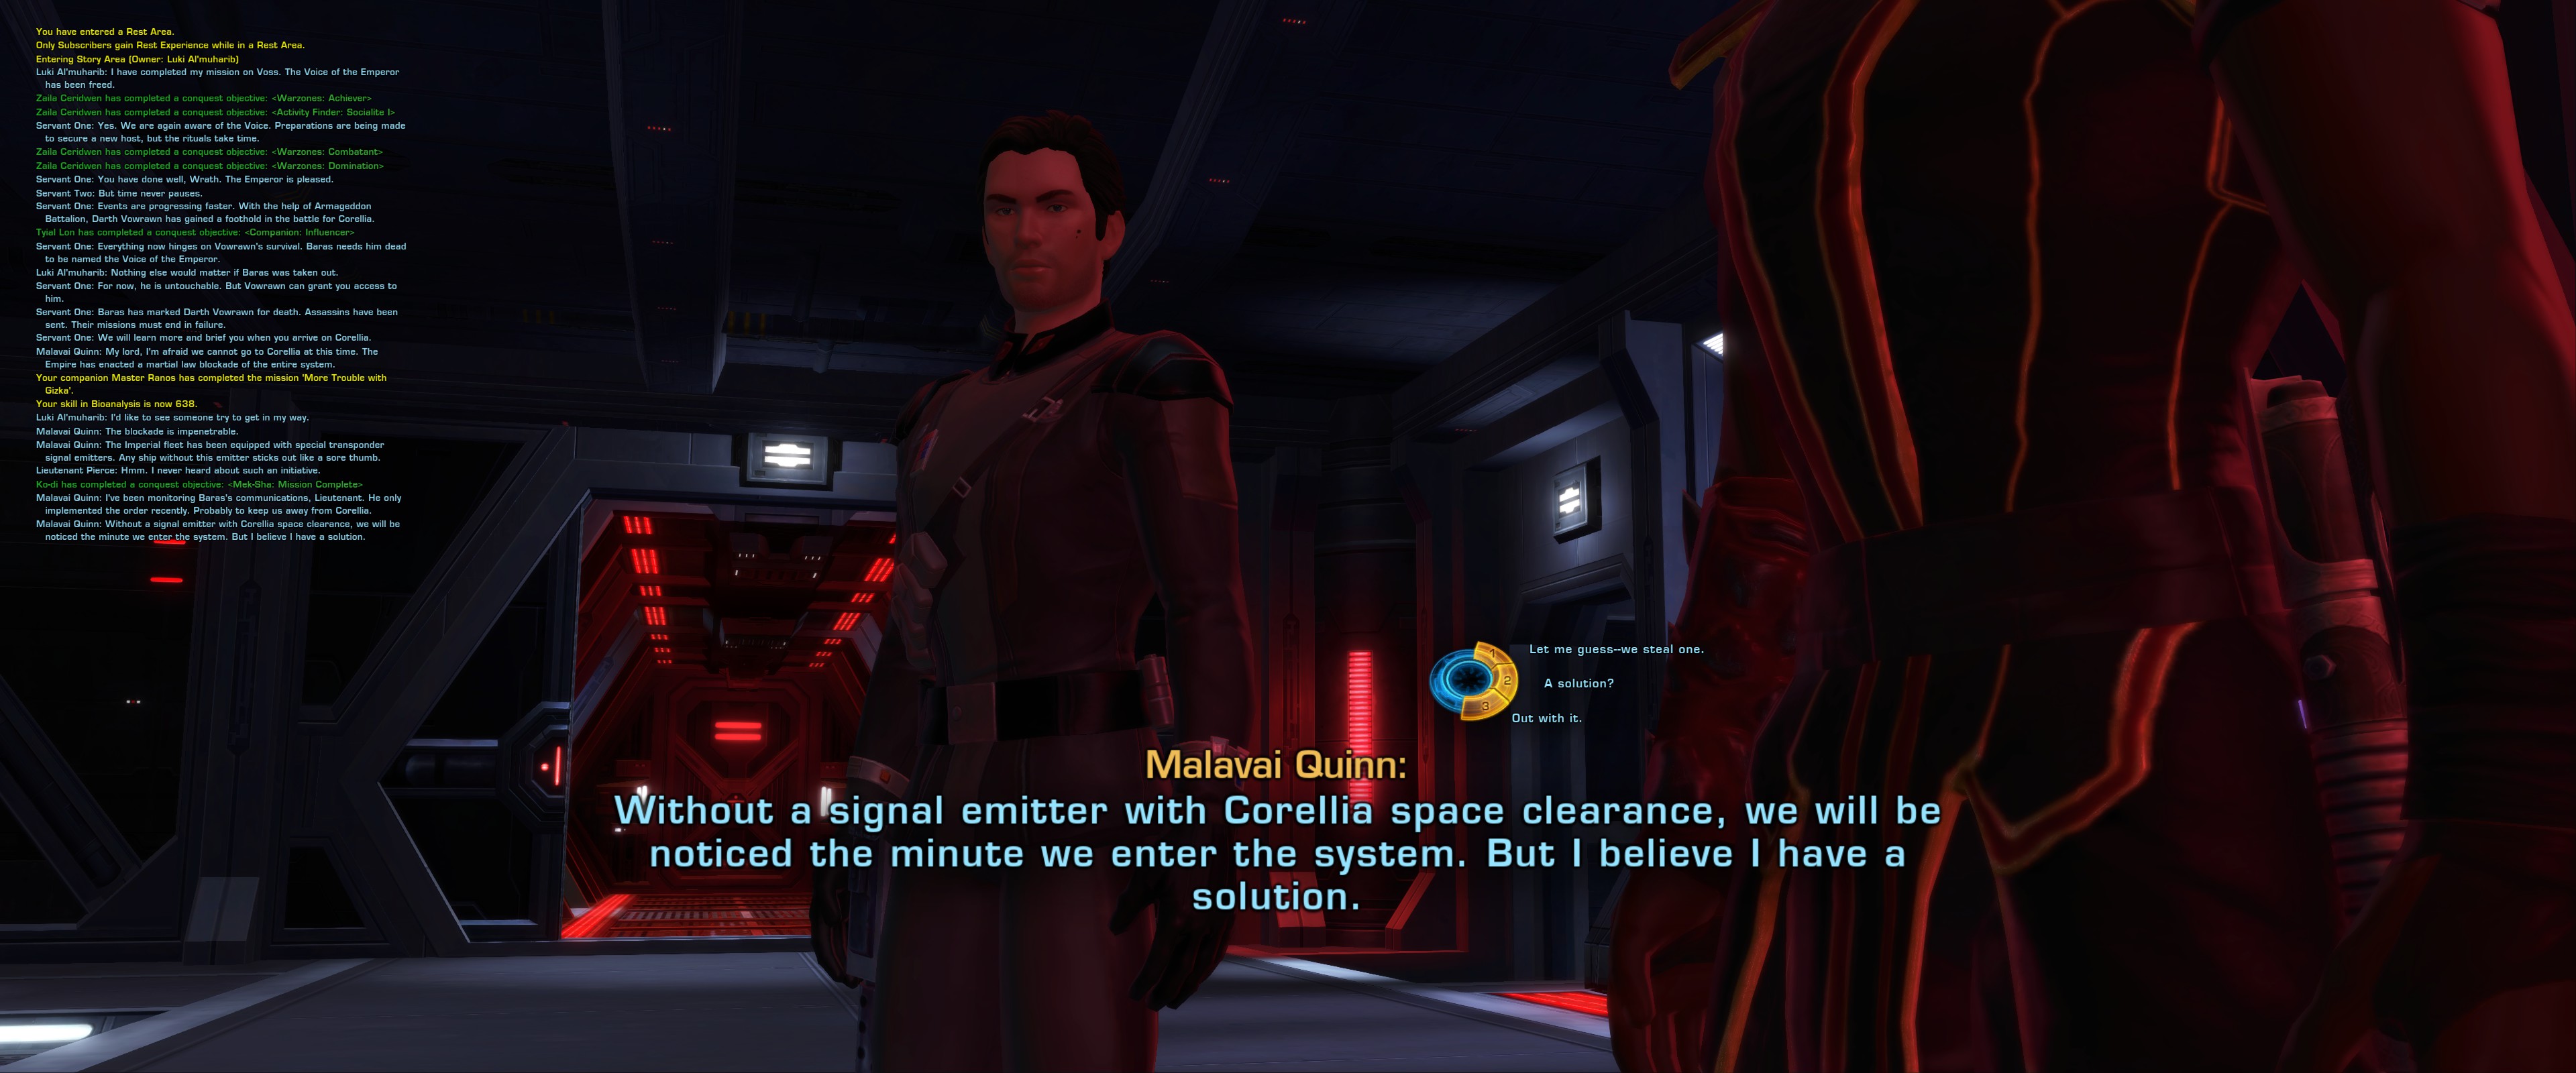 You have entered a Rest Area.
Only Subscribers gain Rest Experience while in a Rest Area.
Entering Story Area (Owner: Luki Al'muharib)
Luki Al'muharib: I have completed my mission on Voss. The Voice of the Emperor
has been freed.
Zaila Ceridwen has completed a conquest objective: <Warzones: Achiever>
Zaila Ceridwen has completed a conquest objective: <Activity Finder: Socialite I>
Servant One: Yes. We are again aware of the Voice. Preparations are being made
to secure a new host, but the rituals take time.
Zaila Ceridwen has completed a conquest objective: <Warzones: Combatant>
Zaila Ceridwen has completed a conquest objective: <Warzones: Domination>
Servant One: You have done well, Wrath. The Emperor is pleased.
Servant Two: But time never pauses.
Servant One: Events are progressing faster. With the help of Armageddon
Battalion, Darth Vowrawn has gained a foothold in the battle for Corellia.
Tyial Lon has completed a conquest objective: <Companion: Influencer>
Servant One: Everything now hinges on Vowrawn's survival. Baras needs him dead
to be named the Voice of the Emperor.
Luki Al'muharib: Nothing else would matter if Baras was taken out.
Servant One: For now, he is untouchable. But Vowrawn can grant you access to
him.
Servant One: Baras has marked Darth Vowrawn for death. Assassins have been
sent. Their missions must end in failure.
Servant One: We will learn more and brief you when you arrive on Corellia.
Malavai Quinn: My lord, I'm afraid we cannot go to Corellia at this time. The
Empire has enacted a martial law blockade of the entire system.
Your companion Master Ranos has completed the mission 'More Trouble with
Gizka'.
Your skill in Bioanalysis is now 638.
Luki Al'muharib: I'd like to see someone try to get in my way.
Malavai Quinn: The blockade is impenetrable.
Malavai Quinn: The Imperial fleet has been equipped with special transponder
signal emitters. Any ship without this emitter sticks out like a sore thumb.
Lieutenant Pierce: Hmm. I never heard about such an initiative.
Ko-di has completed a conquest objective: <Mek-Sha: Mission Complete>
Malavai Quinn: I've been monitoring Baras's communications, Lieutenant. He only
implemented the order recently. Probably to keep us away from Corellia.
Malavai Quinn: Without a signal emitter with Corellia space clearance, we will be
noticed the minute we enter the system. But I believe I have a solution.
1 Let me guess--we steal one.
2 A solution?
3 Out with it.
Malavai Quinn:
Without a signal emitter with Corellia space clearance, we will be
noticed the minute we enter the system. But I believe I have a
solution.